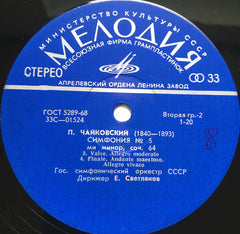 МИНИСТЕРСТВО КУЛЬТУРЫ СССР
МЕЛОДИЯ
ВСЕСОЮЗНАЯ ФИРМА ГРАМПЛАСТИНОК
СТЕРЕО
33
АПРЕЛЕВСКИЙ ОРДЕНА ЛЕНИНА ЗАВОД
ГОСТ 5289-68
Вторая гр.-2
33С-01524
1-20
П. ЧАЙКОВСКИЙ (1840—1893)
СИМФОНИЯ № 5
ми минор, соч. 64
3. Valse. Allegro moderato
4. Finale. Andante maestoso.
Allegro vivace
Гос. симфонический оркестр СССР
Дирижер Е. Светланов